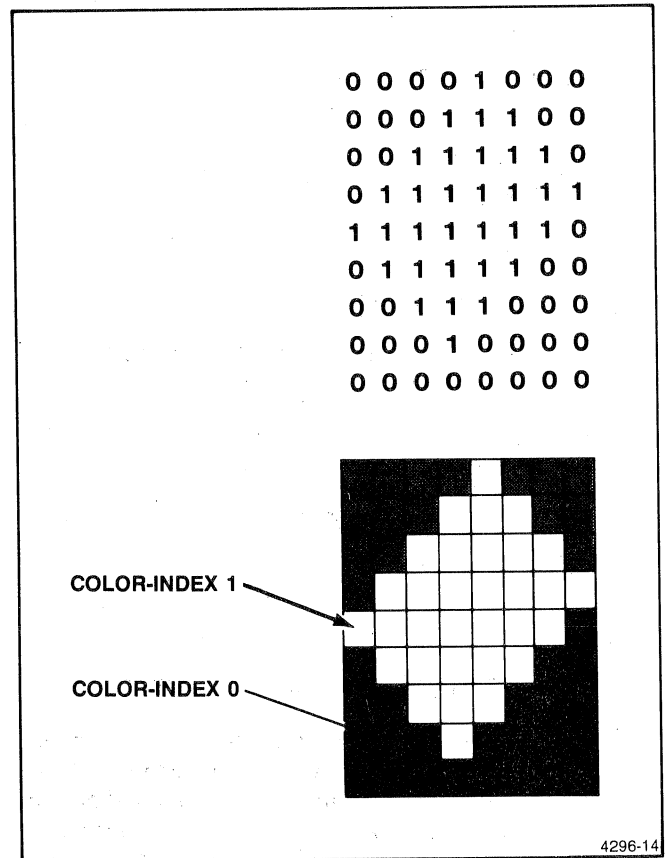 0 0 0 0 1 0 0 0
0 0 0 1 1 1 0 0
0 0 1 1 1 1 1 0
0 1 1 1 1 1 1 1
1 1 1 1 1 1 1 0
0 1 1 1 1 1 0 0
0 0 1 1 1 0 0 0
0 0 0 1 0 0 0 0
0 0 0 0 0 0 0 0
COLOR-INDEX 1
COLOR-INDEX 0
4296-14